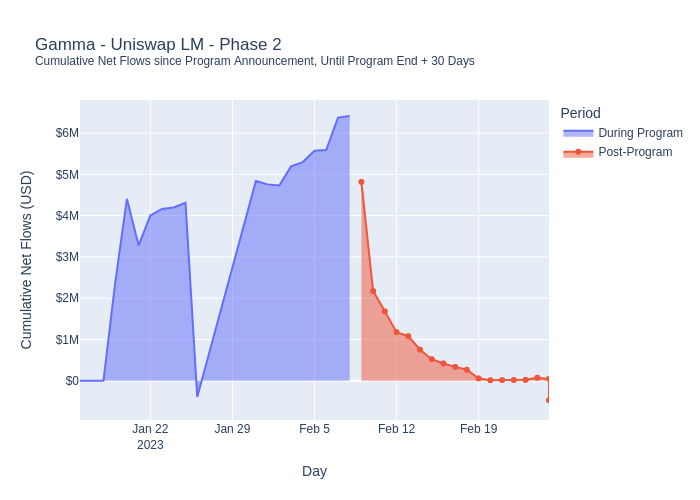 Gamma - Uniswap LM - Phase 2
Cumulative Net Flows since Program Announcement, Until Program End + 30 Days
Period
During Program
Post-Program
Cumulative Net Flows (USD)
$6M
$5M
$4M
$3M
$2M
$1M
$0
Jan 22
2023
Jan 29
Feb 5
Feb 12
Feb 19
Day